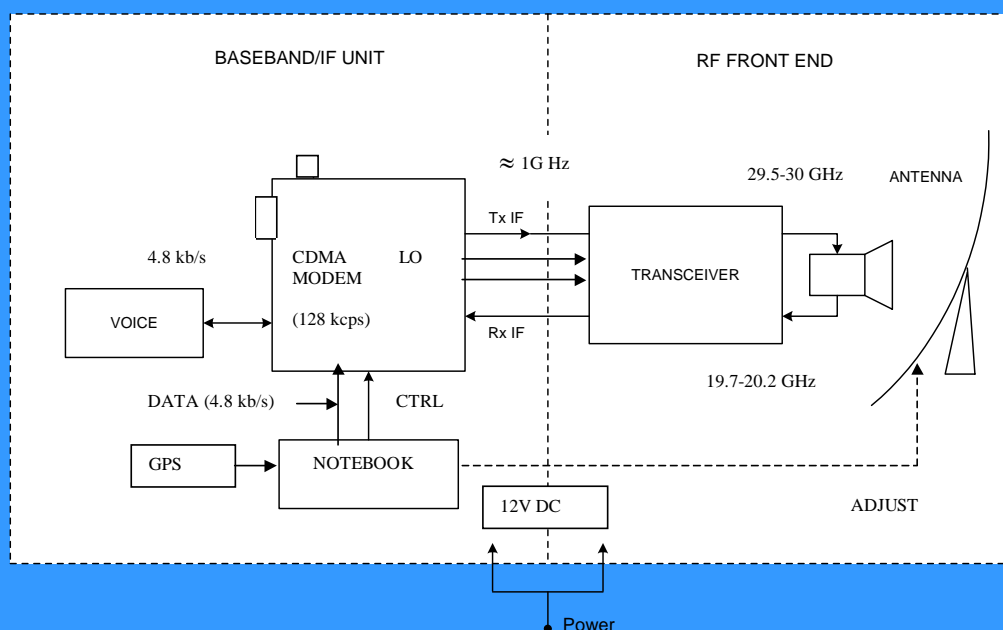 BASEBAND/IF UNIT
RF FRONT END
≈ 1G Hz
29.5-30 GHz
ANTENNA
Tx IF
4.8 kb/s
CDMA LO
MODEM
TRANSCEIVER
VOICE
(128 kcps)
Rx IF
19.7-20.2 GHz
DATA (4.8 kb/s)
CTRL
GPS
NOTEBOOK
12V DC
ADJUST
Power